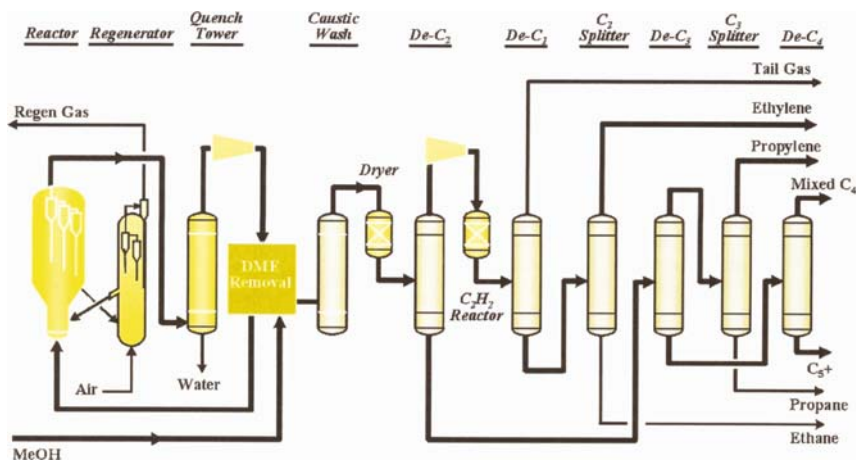 Quench
Caustic
C₂
C₃
Reactor Regenerator Tower
Wash
De-C₂
De-C₁
Splitter
De-C₃
Splitter
De-C₄
Tail Gas
Regen Gas
Ethylene
Propylene
Dryer
Mixed C₄
DME
Removal
C₂H₂
Reactor
Air
Water
C₅+
Propane
Ethane
MeOH